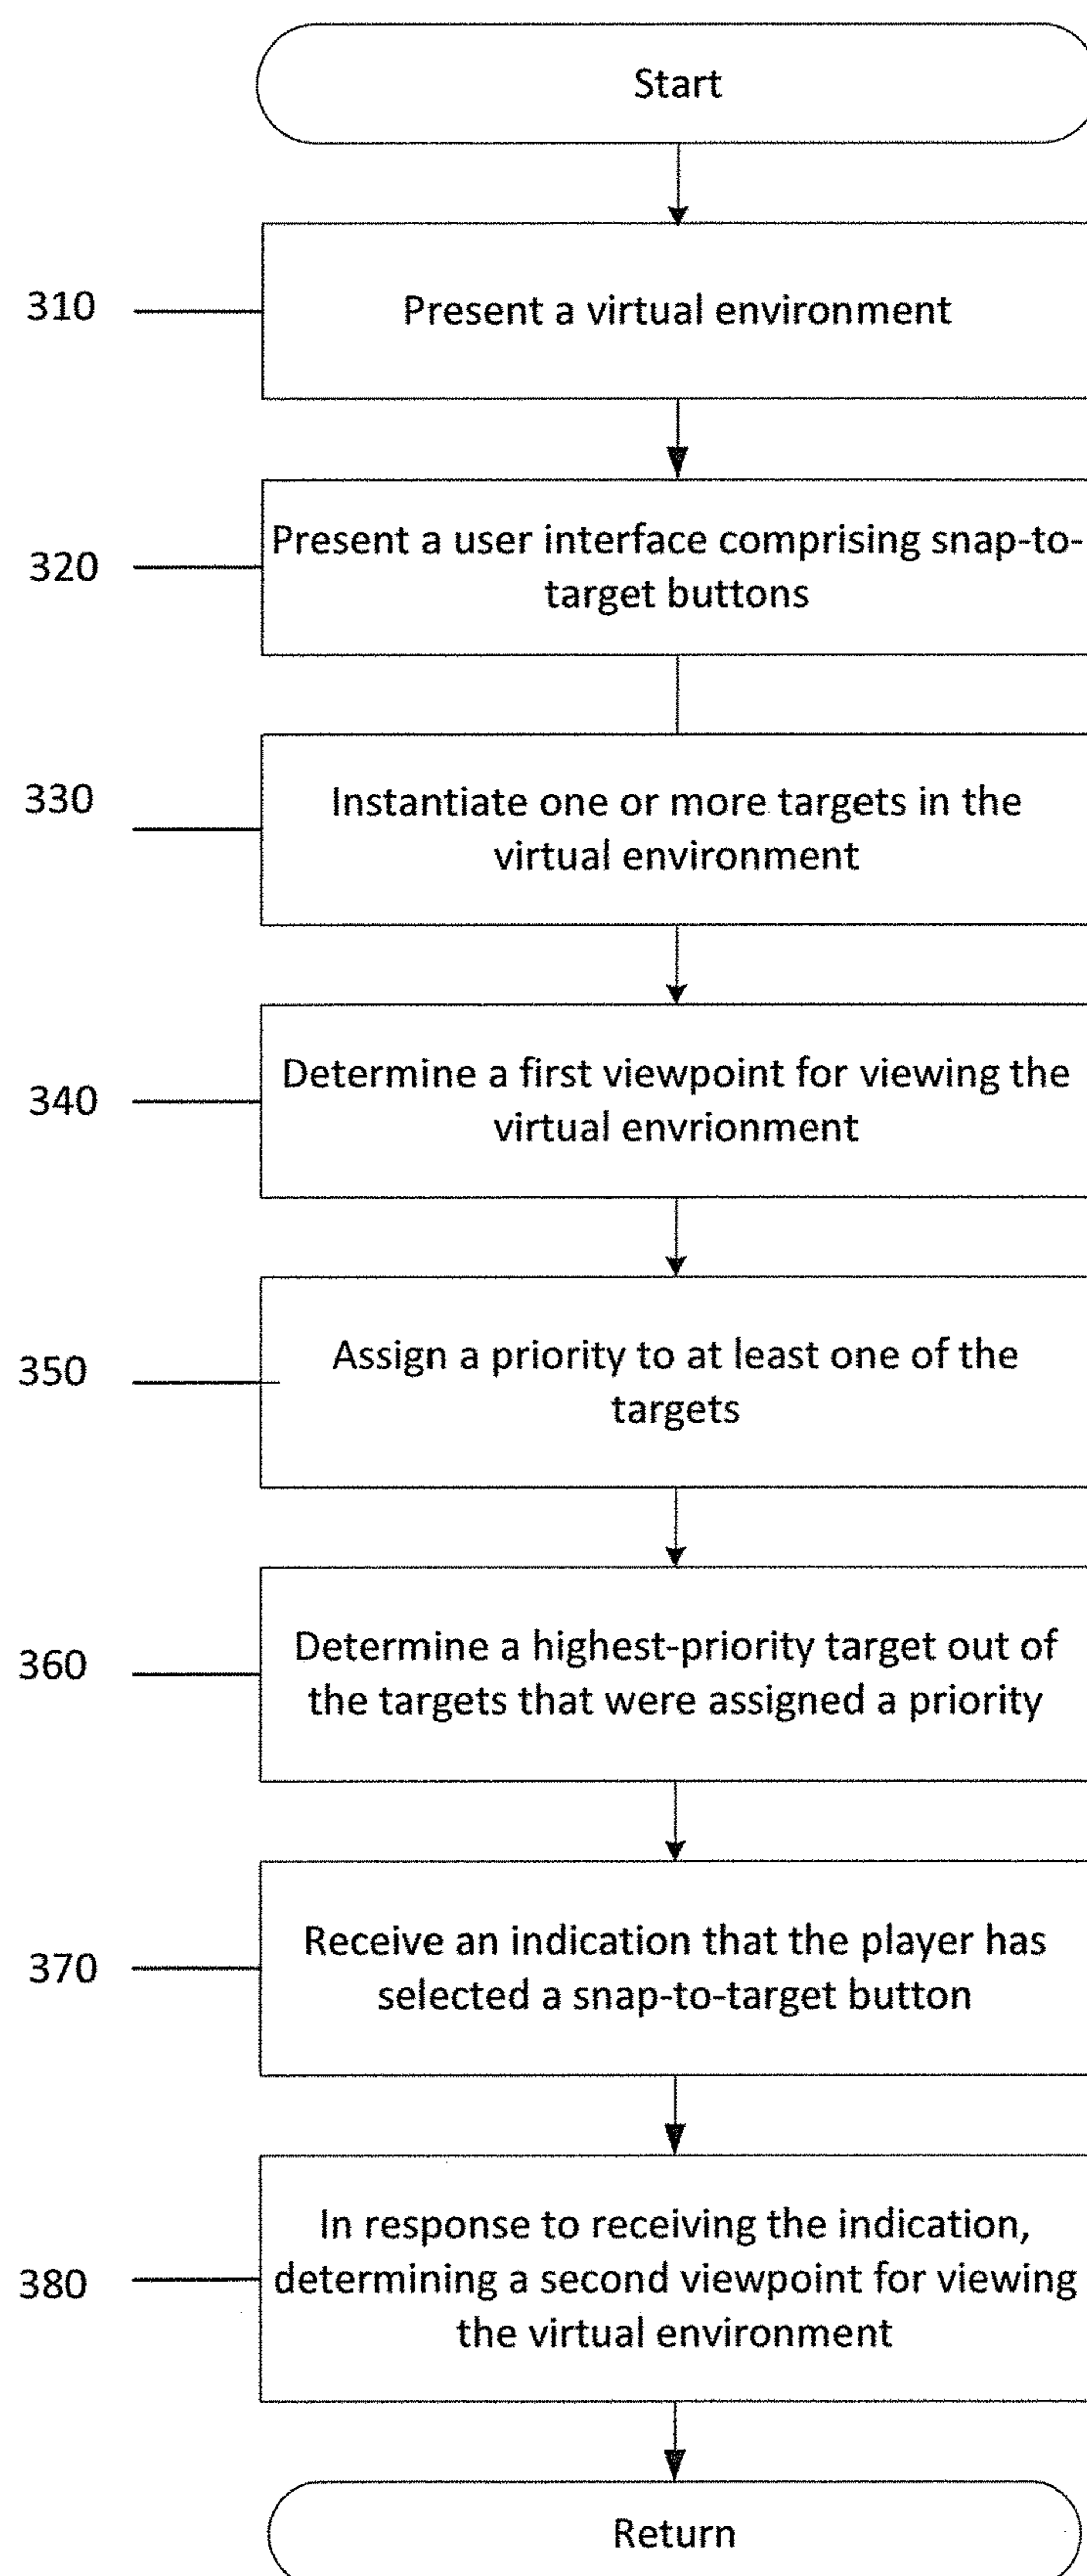 Start
310
Present a virtual environment
320
Present a user interface comprising snap-to-
target buttons
330
Instantiate one or more targets in the
virtual environment
340
Determine a first viewpoint for viewing the
virtual envrionment
350
Assign a priority to at least one of the
targets
360
Determine a highest-priority target out of
the targets that were assigned a priority
370
Receive an indication that the player has
selected a snap-to-target button
380
In response to receiving the indication,
determining a second viewpoint for viewing
the virtual environment
Return